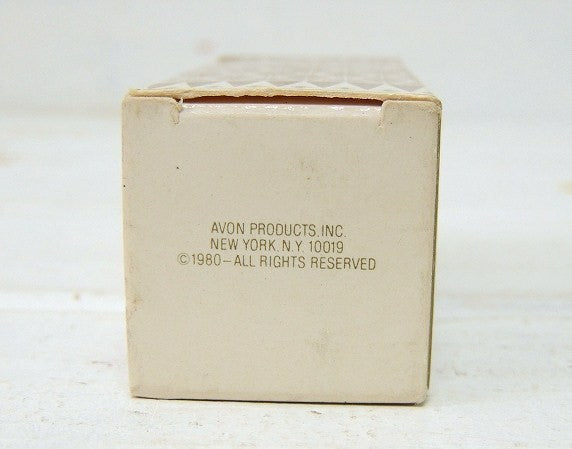 AVON PRODUCTS, INC.
NEW YORK, N.Y. 10019
©1980–ALL RIGHTS RESERVED